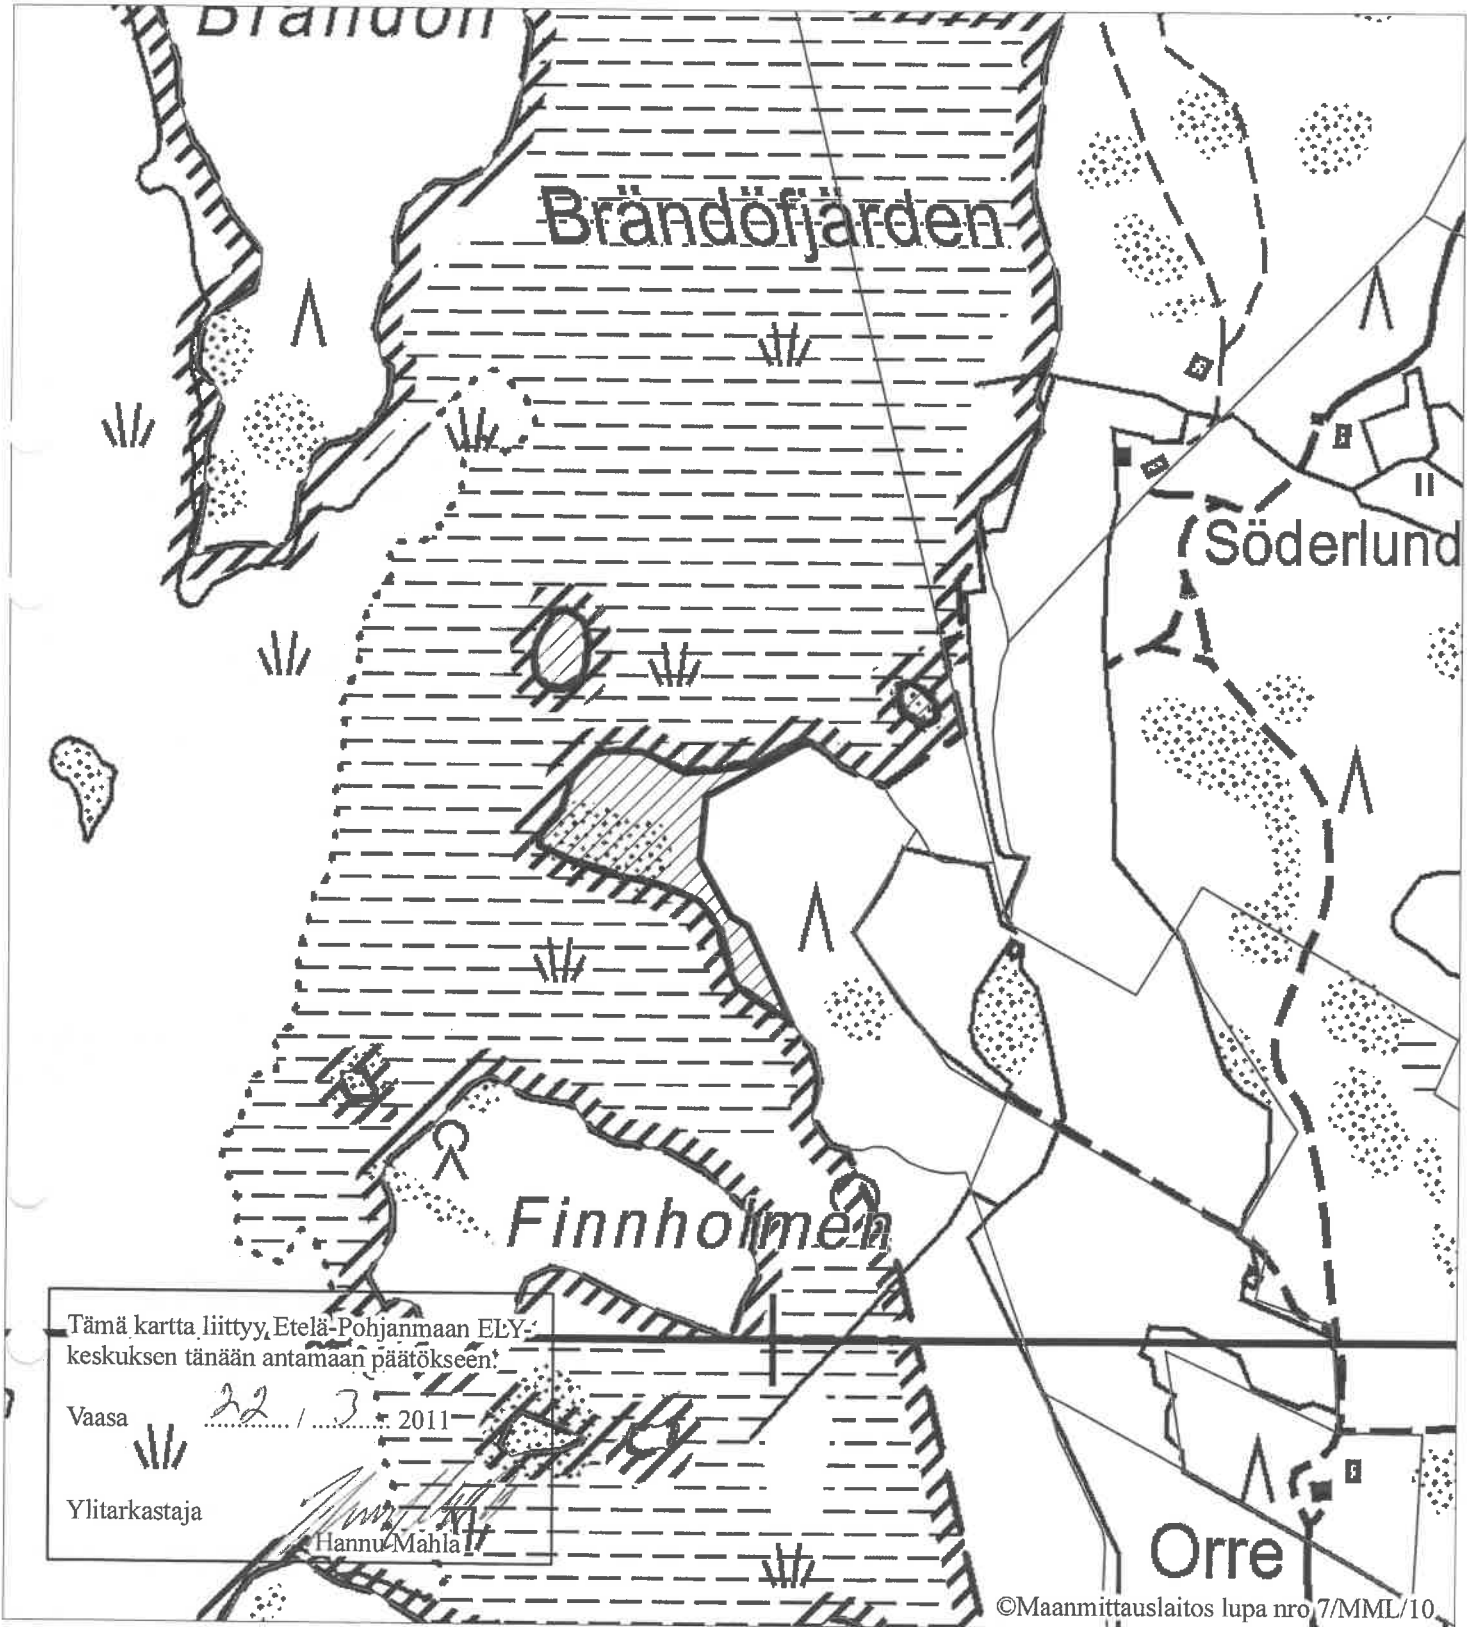 Brändön
Brändöfjärden
Söderlund
Finnholmen
Tämä kartta liittyy Etelä-Pohjanmaan ELY-
keskuksen tänään antamaan päätökseen.
Vaasa 22 / 3 2011
Ylitarkastaja
Hannu Mahla
Orre
©Maanmittauslaitos lupa nro 7/MML/10